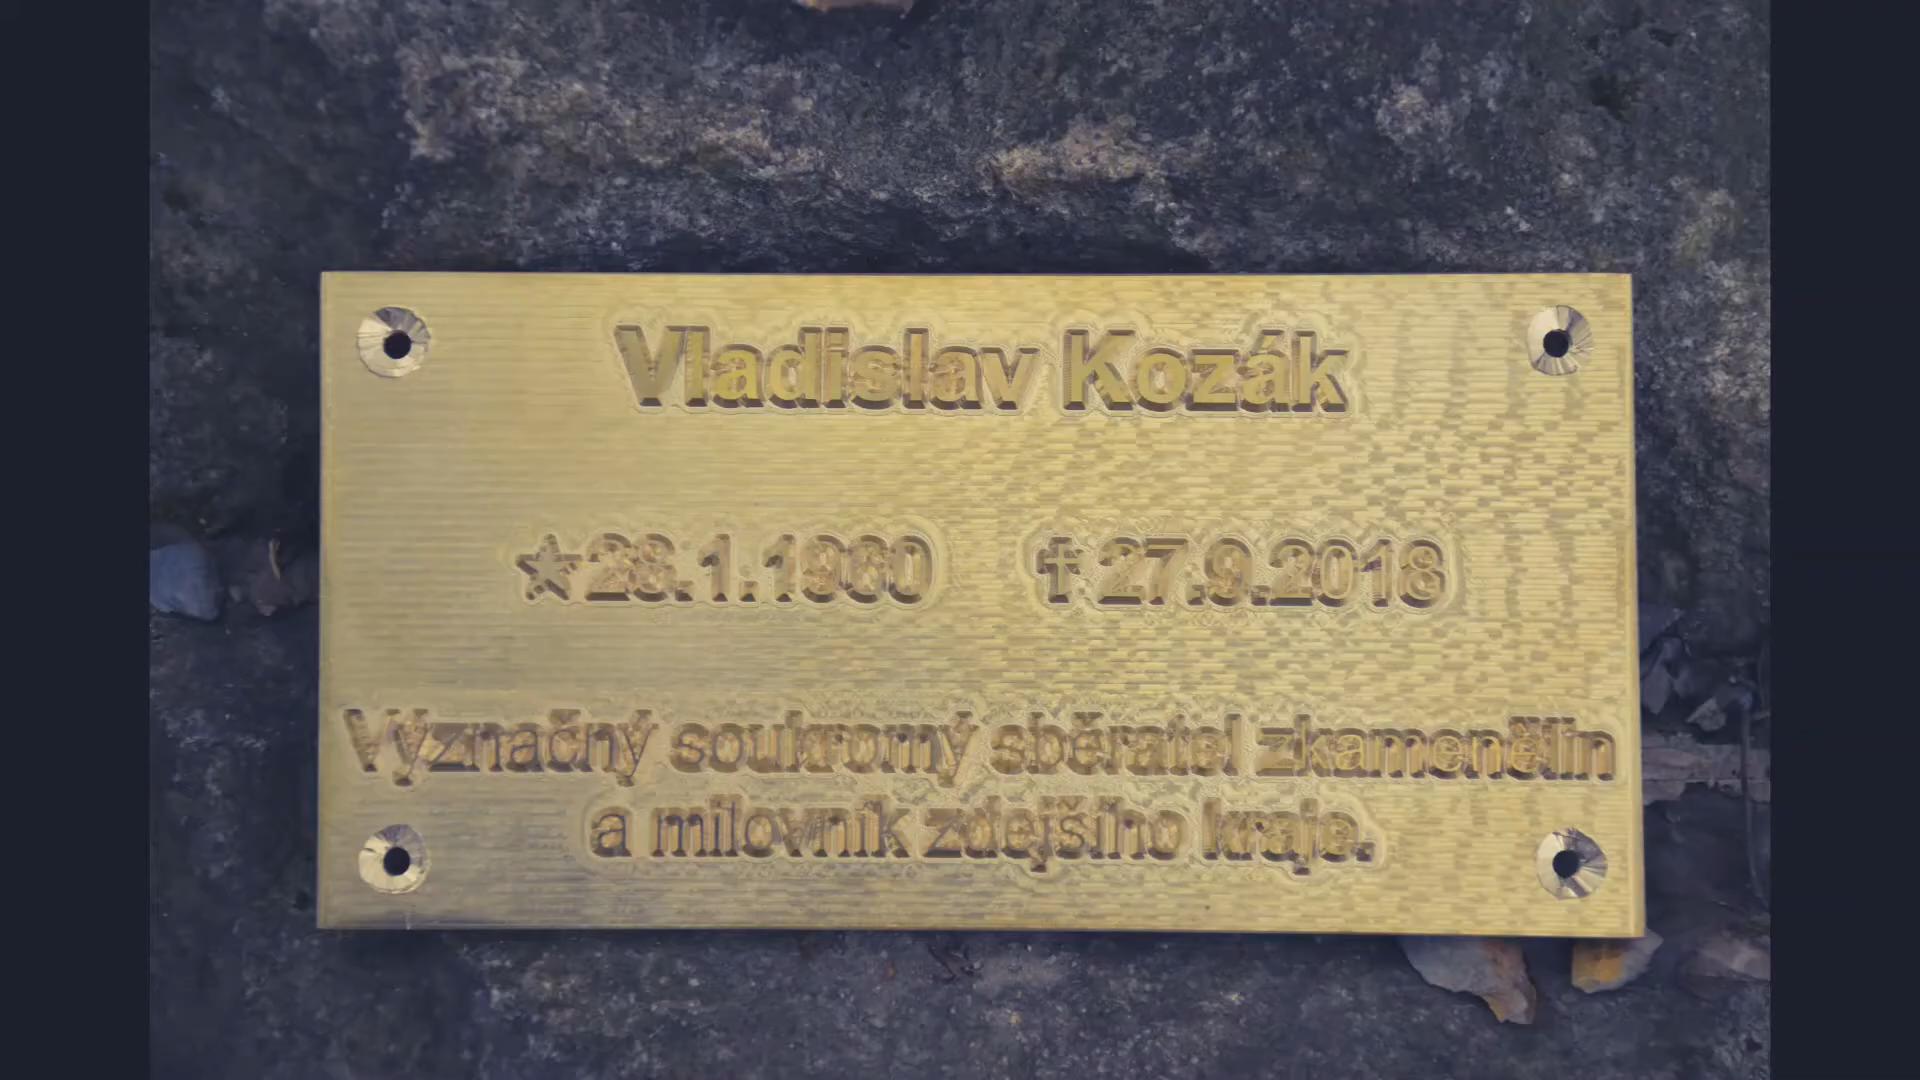 Vladislav Kozák
★28.1.1960 ✝27.9.2018
Význačný soukromý sběratel zkamenělin
a milovník zdejšího kraje.